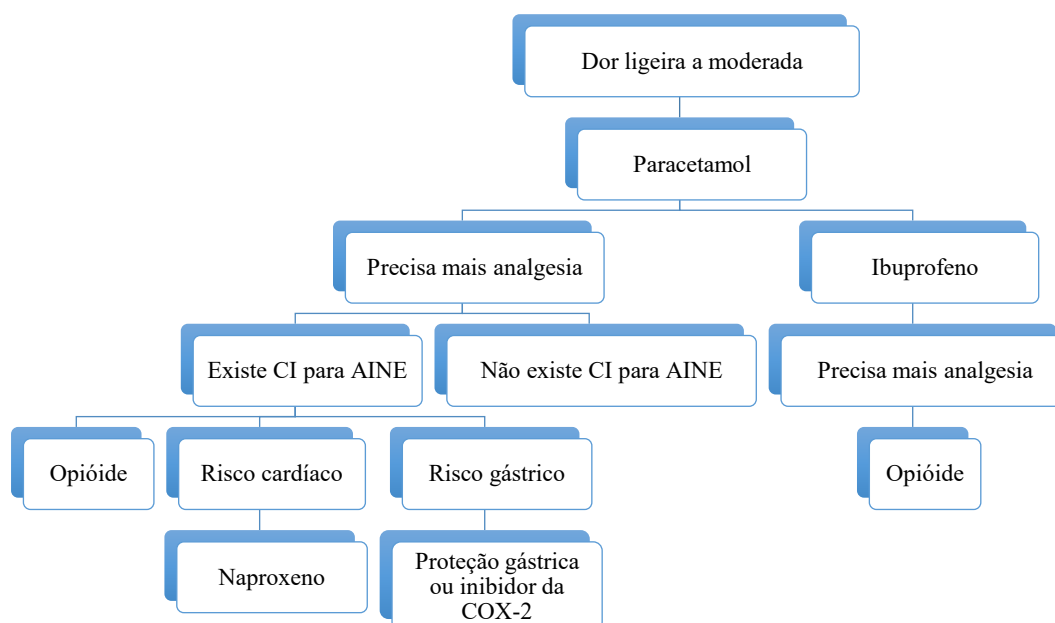 Dor ligeira a moderada
Paracetamol
Precisa mais analgesia
Ibuprofeno
Existe CI para AINE
Não existe CI para AINE
Precisa mais analgesia
Opióide
Risco cardíaco
Risco gástrico
Opióide
Naproxeno
Proteção gástrica
ou inibidor da
COX-2